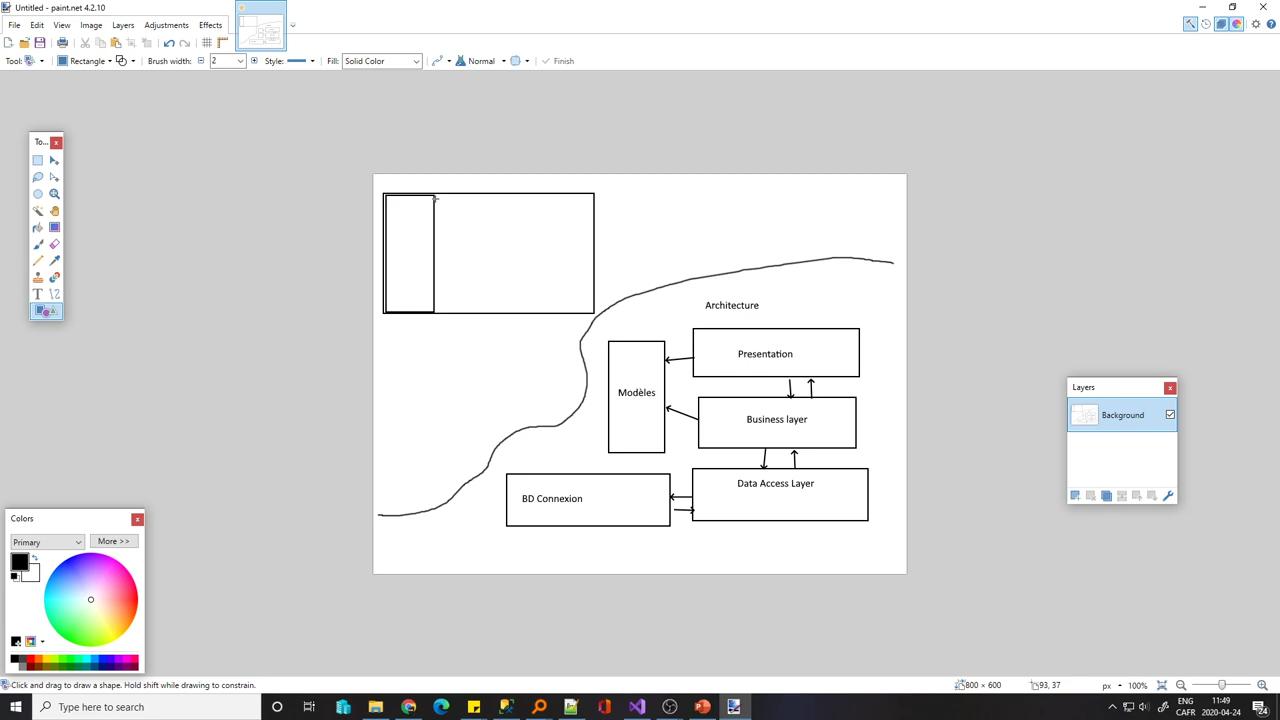 Untitled - paint.net 4.2.10
File Edit View Image Layers Adjustments Effects
Tool: Rectangle Brush width: 2 Style: Fill: Solid Color Normal Finish
To...
Architecture
Presentation
Modèles
Business layer
Data Access Layer
BD Connexion
Layers
Background
Colors
Primary More >>
Click and drag to draw a shape. Hold shift while drawing to constrain. 800 x 600 93, 37 px 100%
Type here to search
ENG 11:49
CAFR 2020-04-24
24